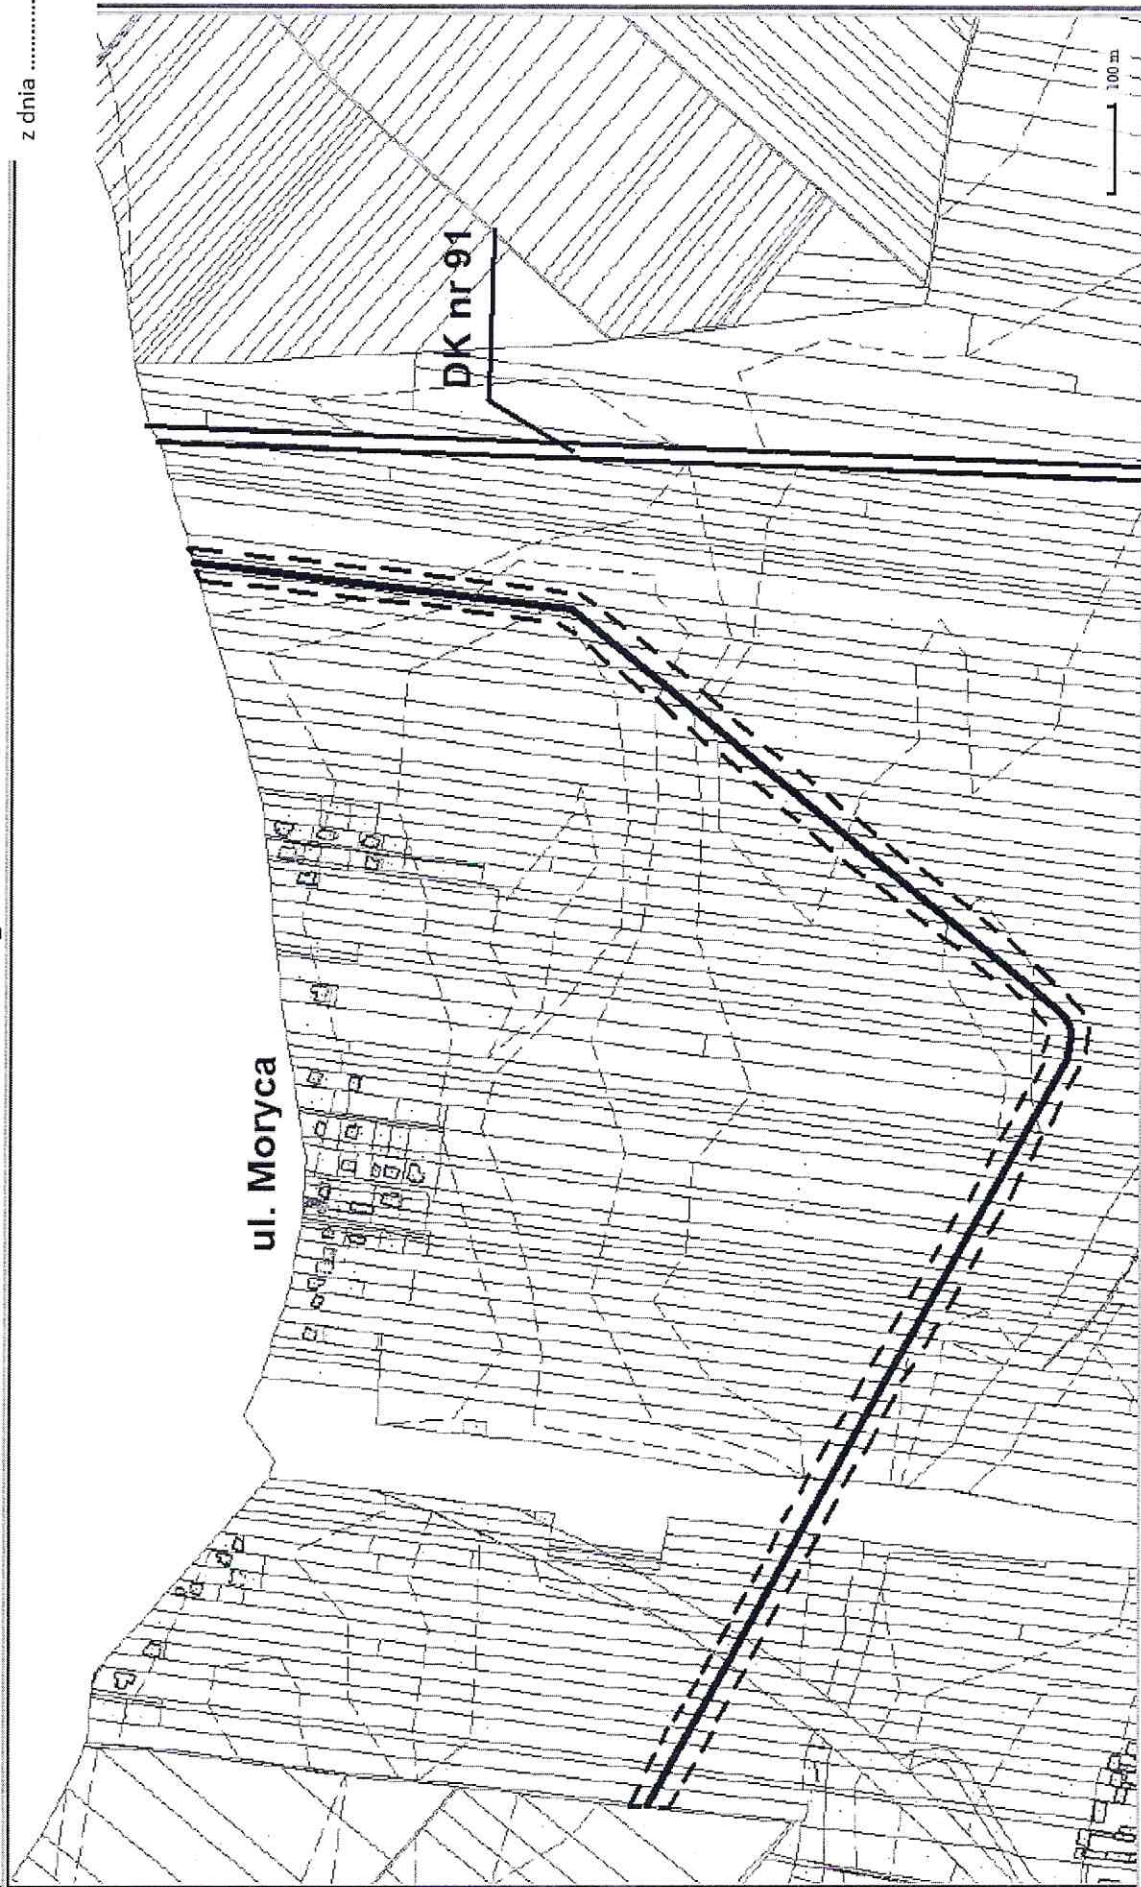 z dnia ..............
DK nr 91
ul. Moryca
100 m